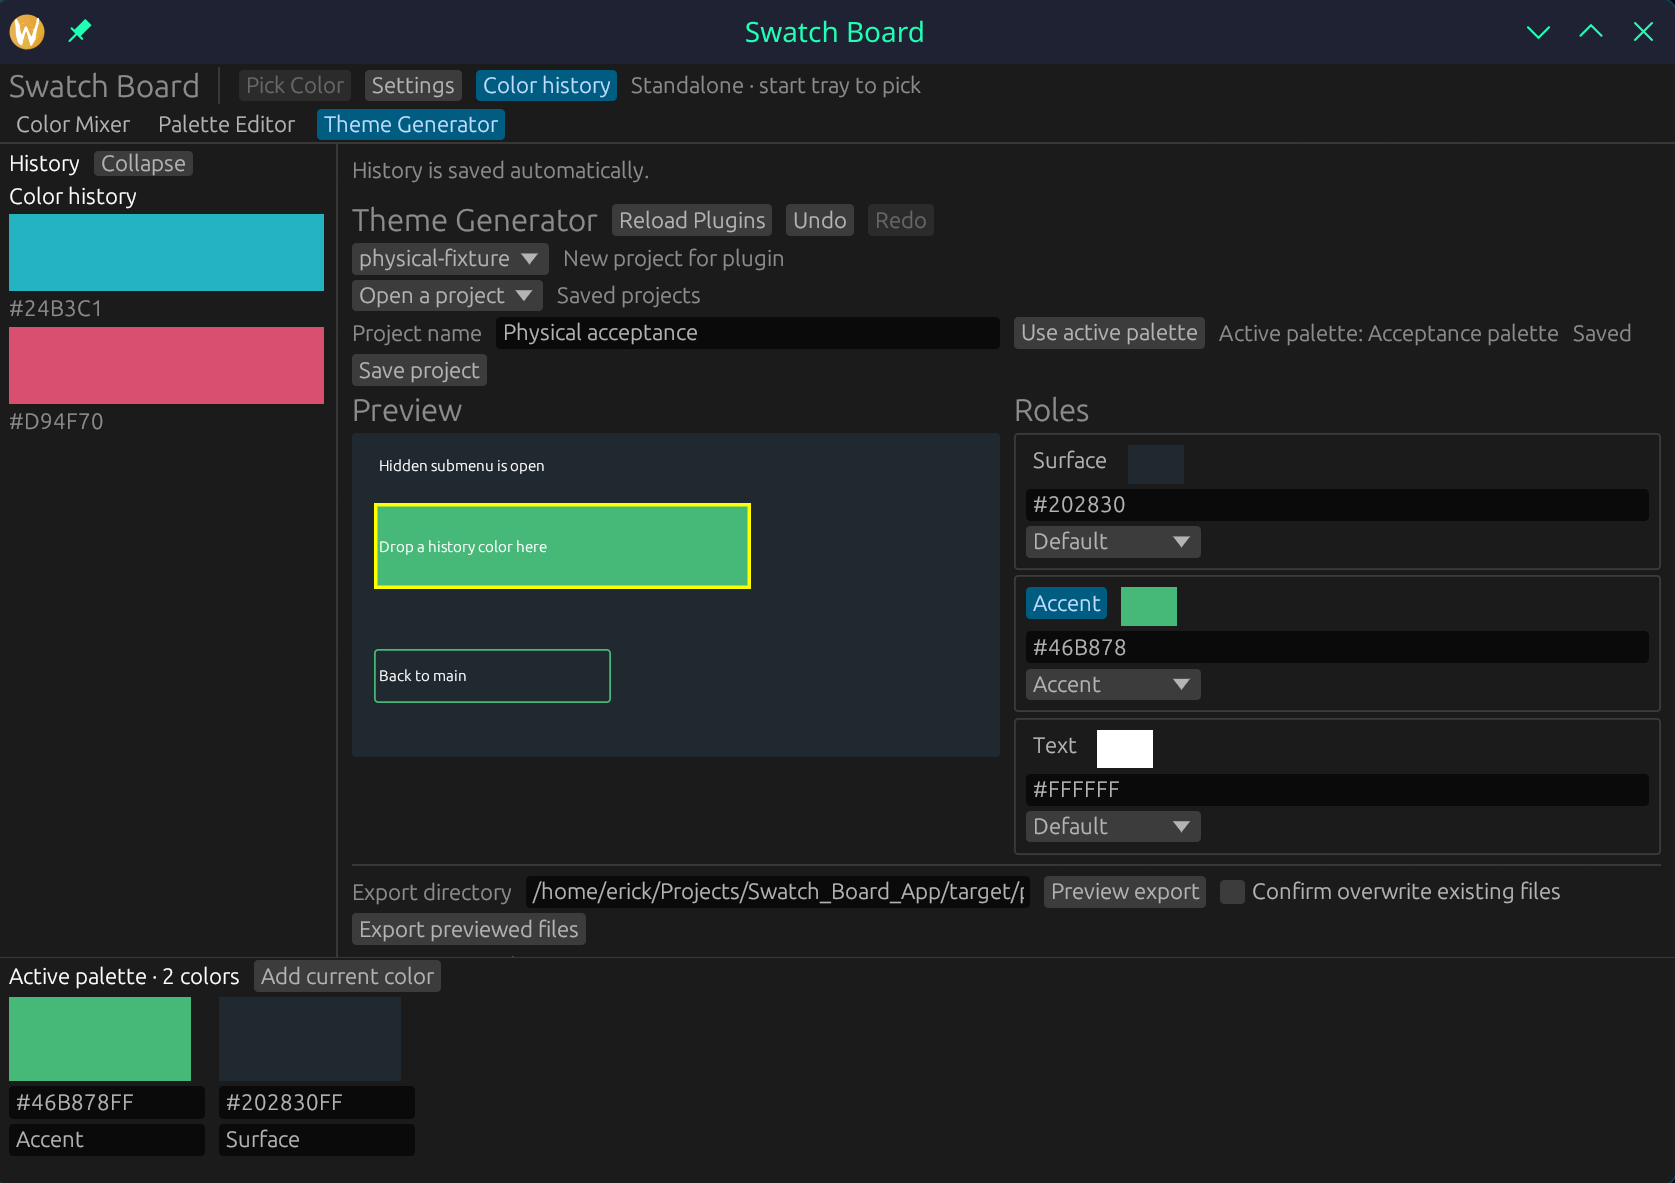 Swatch Board
Swatch Board Pick Color Settings Color history Standalone · start tray to pick
Color Mixer Palette Editor Theme Generator
History Collapse
Color history
#24B3C1
#D94F70
History is saved automatically.
Theme Generator Reload Plugins Undo Redo
physical-fixture New project for plugin
Open a project Saved projects
Project name Physical acceptance Use active palette Active palette: Acceptance palette Saved
Save project
Preview
Hidden submenu is open
Drop a history color here
Back to main
Roles
Surface
#202830
Default
Accent
#46B878
Accent
Text
#FFFFFF
Default
Export directory /home/erick/Projects/Swatch_Board_App/target/ Preview export Confirm overwrite existing files
Export previewed files
Active palette · 2 colors Add current color
#46B878FF
Accent
#202830FF
Surface